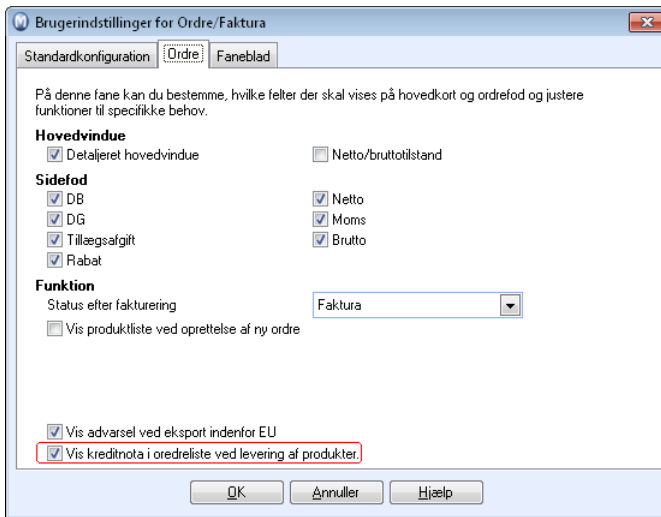 Brugerindstillinger for Ordre/Faktura
Standardkonfiguration Ordre Faneblad
På denne fane kan du bestemme, hvilke felter der skal vises på hovedkort og ordrefod og justere
funktioner til specifikke behov.
Hovedvindue
Detaljeret hovedvindue Netto/bruttotilstand
Sidefod
DB Netto
DG Moms
Tillægsafgift Brutto
Rabat
Funktion
Status efter fakturering Faktura
Vis produktliste ved oprettelse af ny ordre
Vis advarsel ved eksport indenfor EU
Vis kreditnota i oredreliste ved levering af produkter.
OK Annuller Hjælp